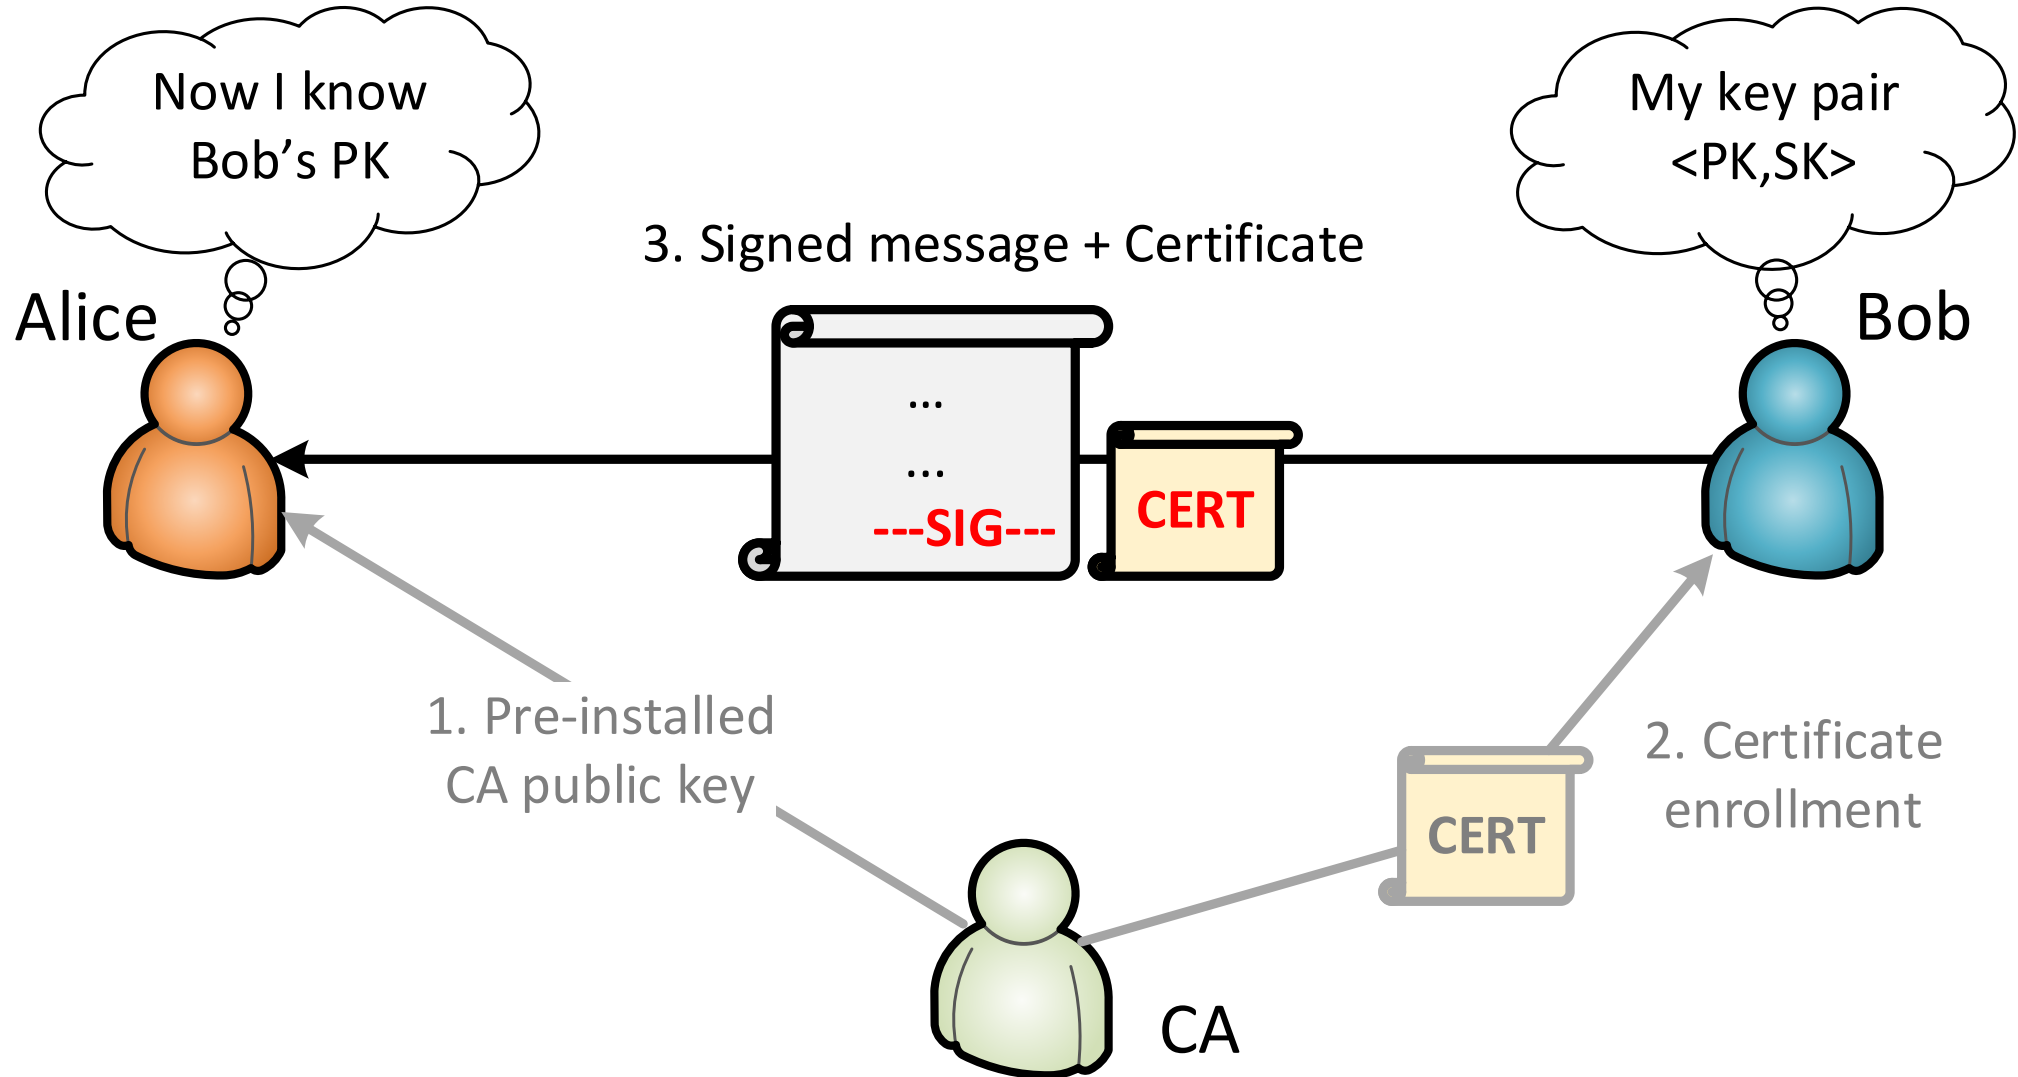 Now I know
Bob’s PK
My key pair
<PK,SK>
3. Signed message + Certificate
Alice
Bob
...
...
---SIG---
CERT
1. Pre-installed
CA public key
2. Certificate
enrollment
CERT
CA